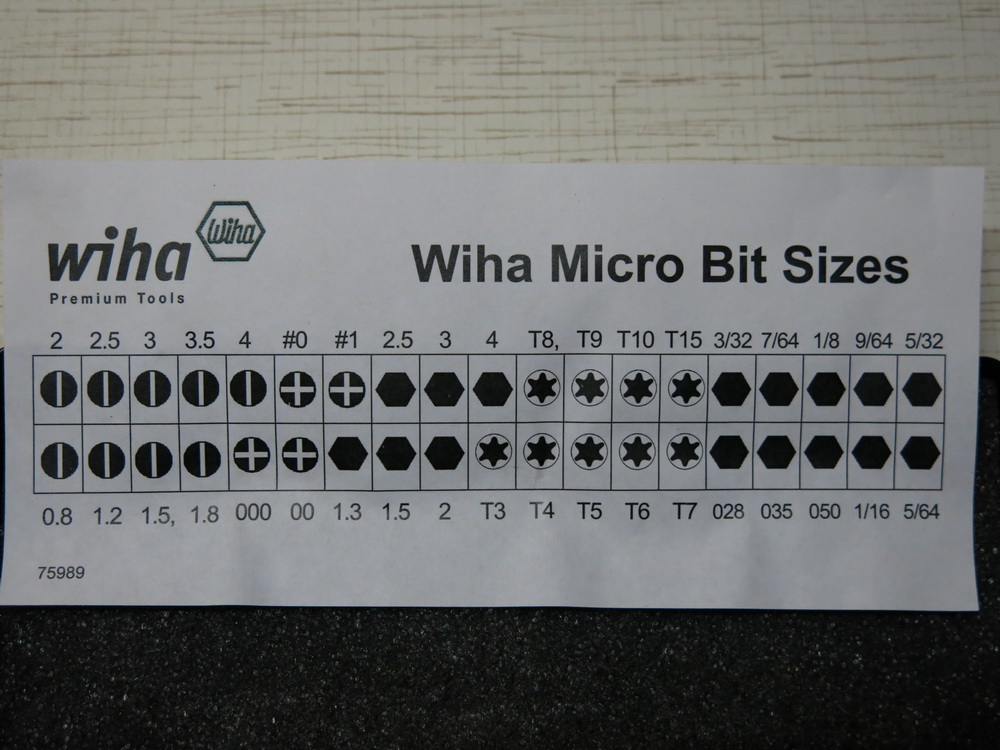 wiha
Wiha
Premium Tools
Wiha Micro Bit Sizes
2 2.5 3 3.5 4 #0 #1 2.5 3 4 T8, T9 T10 T15 3/32 7/64 1/8 9/64 5/32
0.8 1.2 1.5, 1.8 000 00 1.3 1.5 2 T3 T4 T5 T6 T7 028 035 050 1/16 5/64
75989